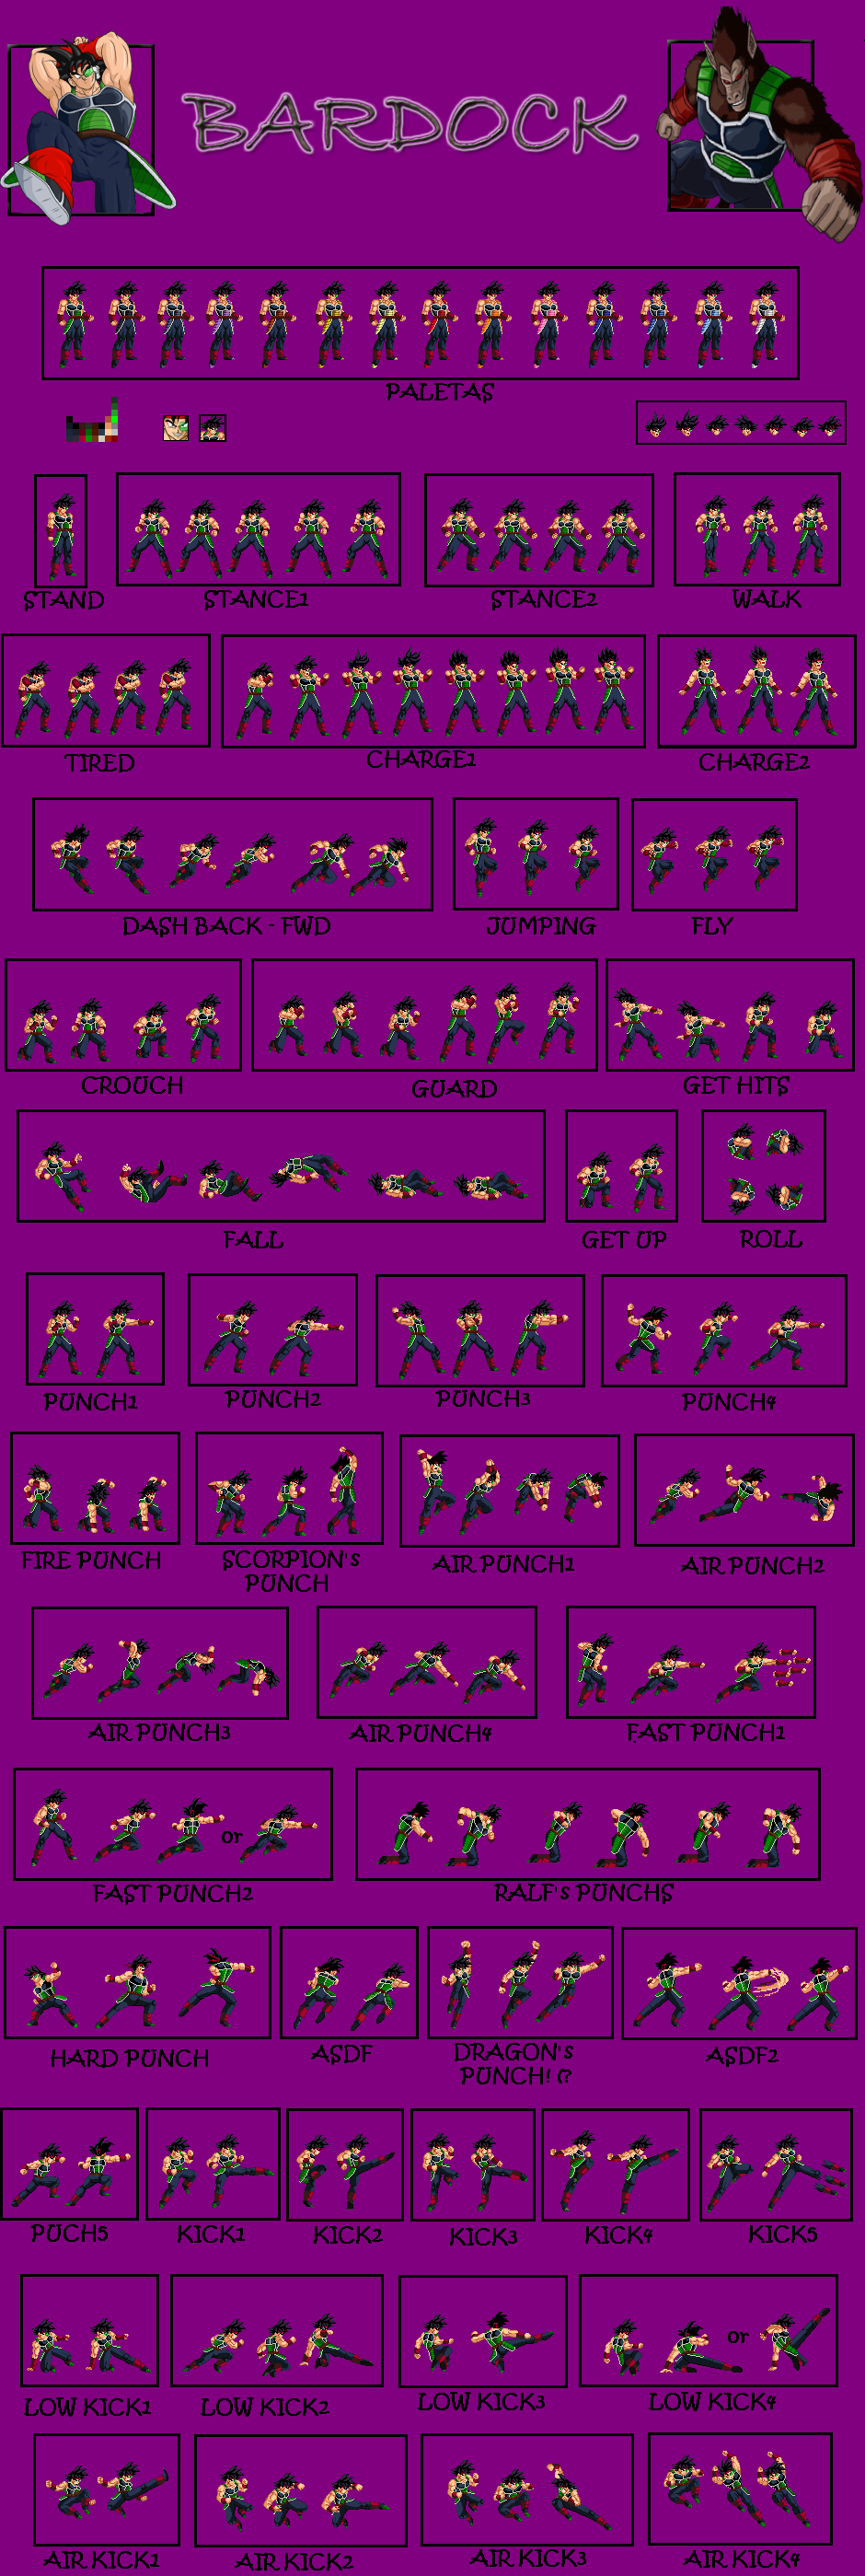 BARDOCK
PALETAS
STAND
STANCE1
STANCE2
WALK
TIRED
CHARGE1
CHARGE2
DASH BACK - FWD
JUMPING
FLY
CROUCH
GUARD
GET HITS
FALL
GET UP
ROLL
PUNCH1
PUNCH2
PUNCH3
PUNCH4
FIRE PUNCH
SCORPION's
PUNCH
AIR PUNCH1
AIR PUNCH2
AIR PUNCH3
AIR PUNCH4
FAST PUNCH1
or
FAST PUNCH2
RALF's PUNCHS
HARD PUNCH
ASDF
DRAGON's
PUNCH! (?
ASDF2
PUCH5
KICK1
KICK2
KICK3
KICK4
KICK5
or
LOW KICK1
LOW KICK2
LOW KICK3
LOW KICK4
AIR KICK1
AIR KICK2
AIR KICK3
AIR KICK4